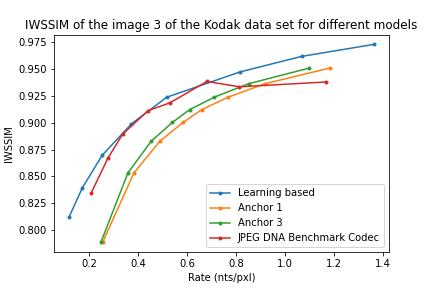 IWSSIM of the image 3 of the Kodak data set for different models
0.975
0.950
0.925
0.900
0.875
0.850
0.825
0.800
IWSSIM
Learning based
Anchor 1
Anchor 3
JPEG DNA Benchmark Codec
0.2 0.4 0.6 0.8 1.0 1.2 1.4
Rate (nts/pxl)